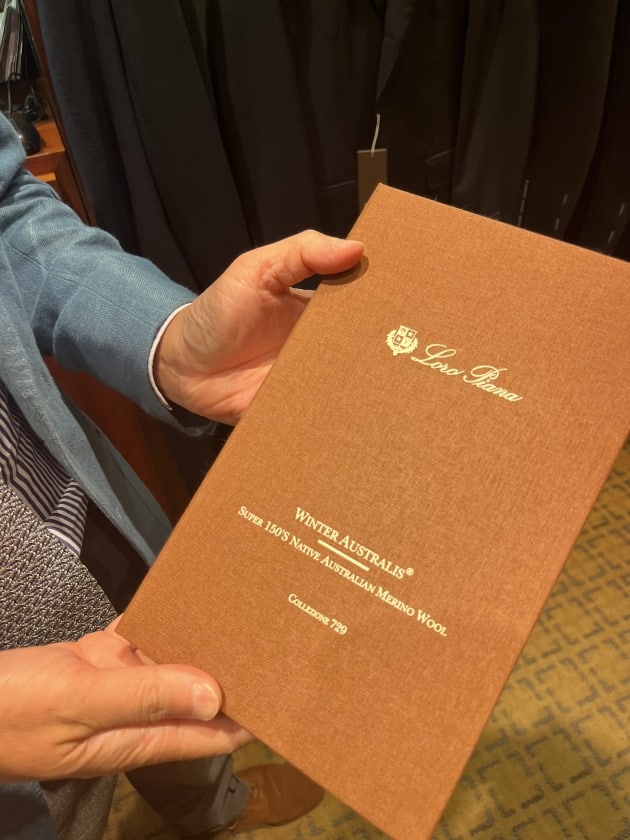 Loro Piana
WINTER AUSTRALIS®
SUPER 150'S NATIVE AUSTRALIAN MERINO WOOL
COLLEZIONE 729